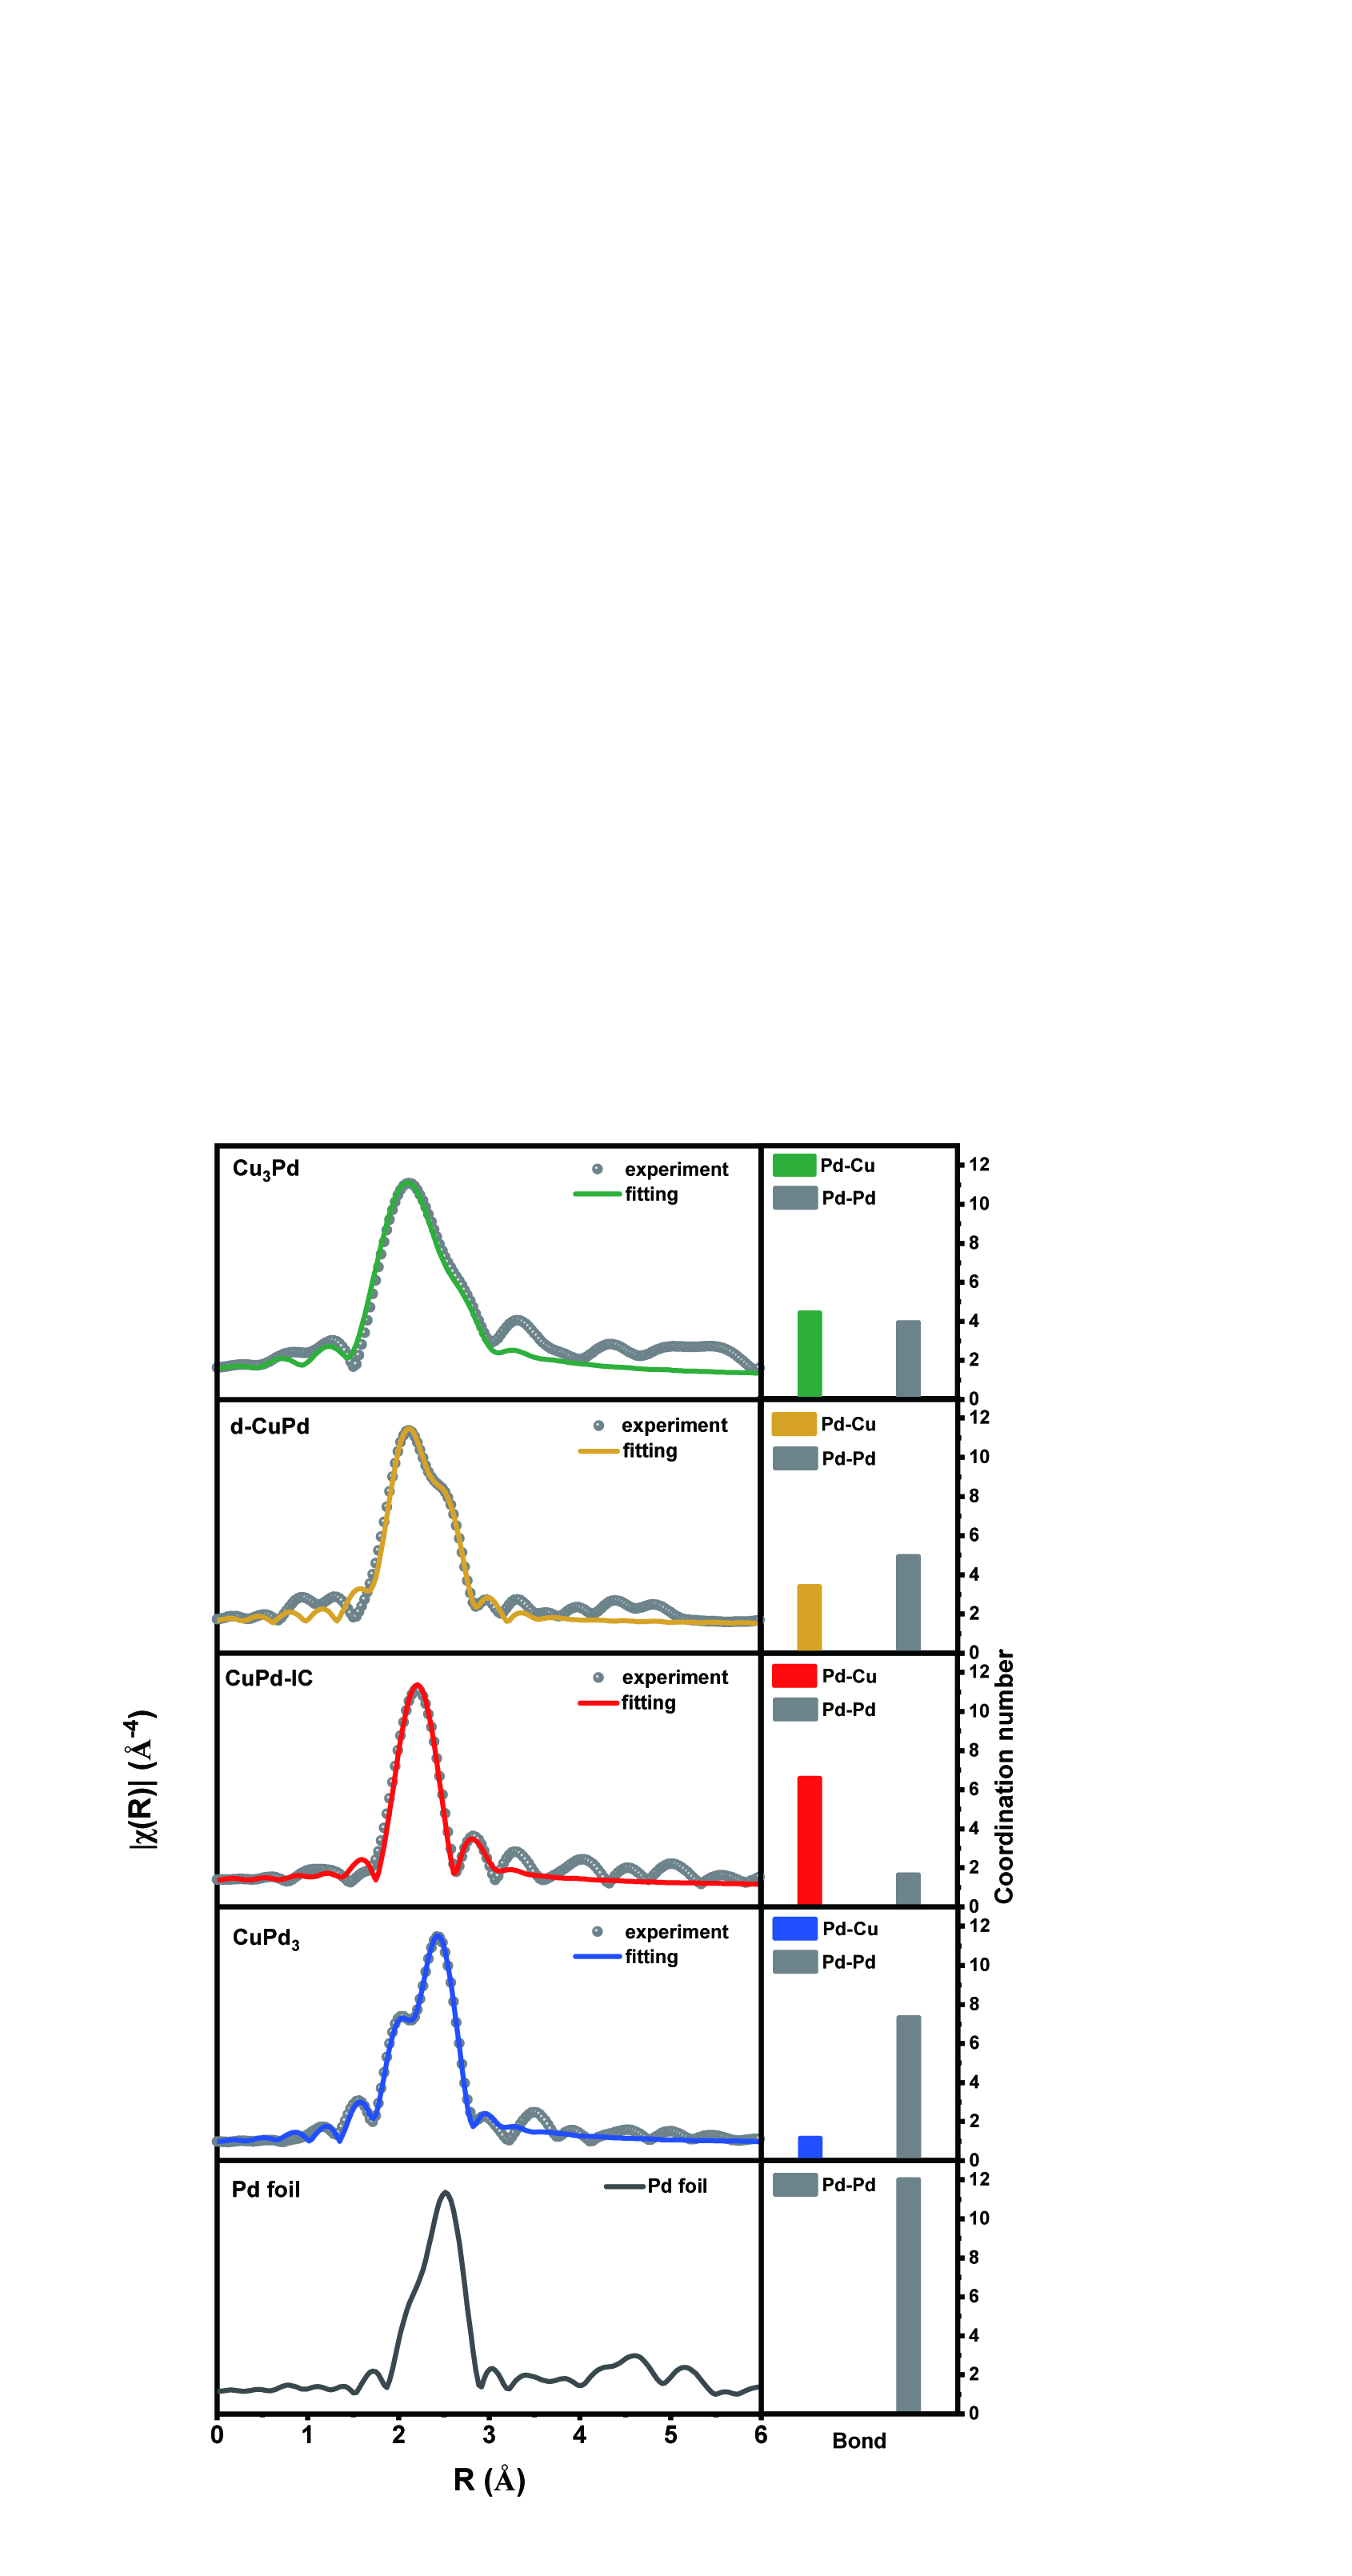 Cu3Pd
experiment
fitting
Pd-Cu
Pd-Pd
12
10
8
6
4
2
0
d-CuPd
experiment
fitting
Pd-Cu
Pd-Pd
12
10
8
6
4
2
0
CuPd-IC
experiment
fitting
Pd-Cu
Pd-Pd
12
10
8
6
4
2
0
CuPd3
experiment
fitting
Pd-Cu
Pd-Pd
12
10
8
6
4
2
0
Pd foil
Pd foil
Pd-Pd
12
10
8
6
4
2
0
|χ(R)| (Å-4)
Coordination number
0 1 2 3 4 5 6
Bond
R (Å)